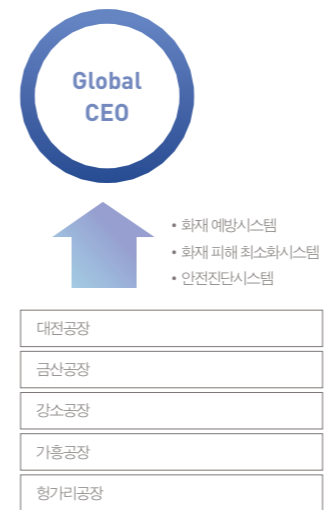 Global
CEO
• 화재 예방시스템
• 화재 피해 최소화시스템
• 안전진단시스템
대전공장
금산공장
강소공장
가흥공장
헝가리공장